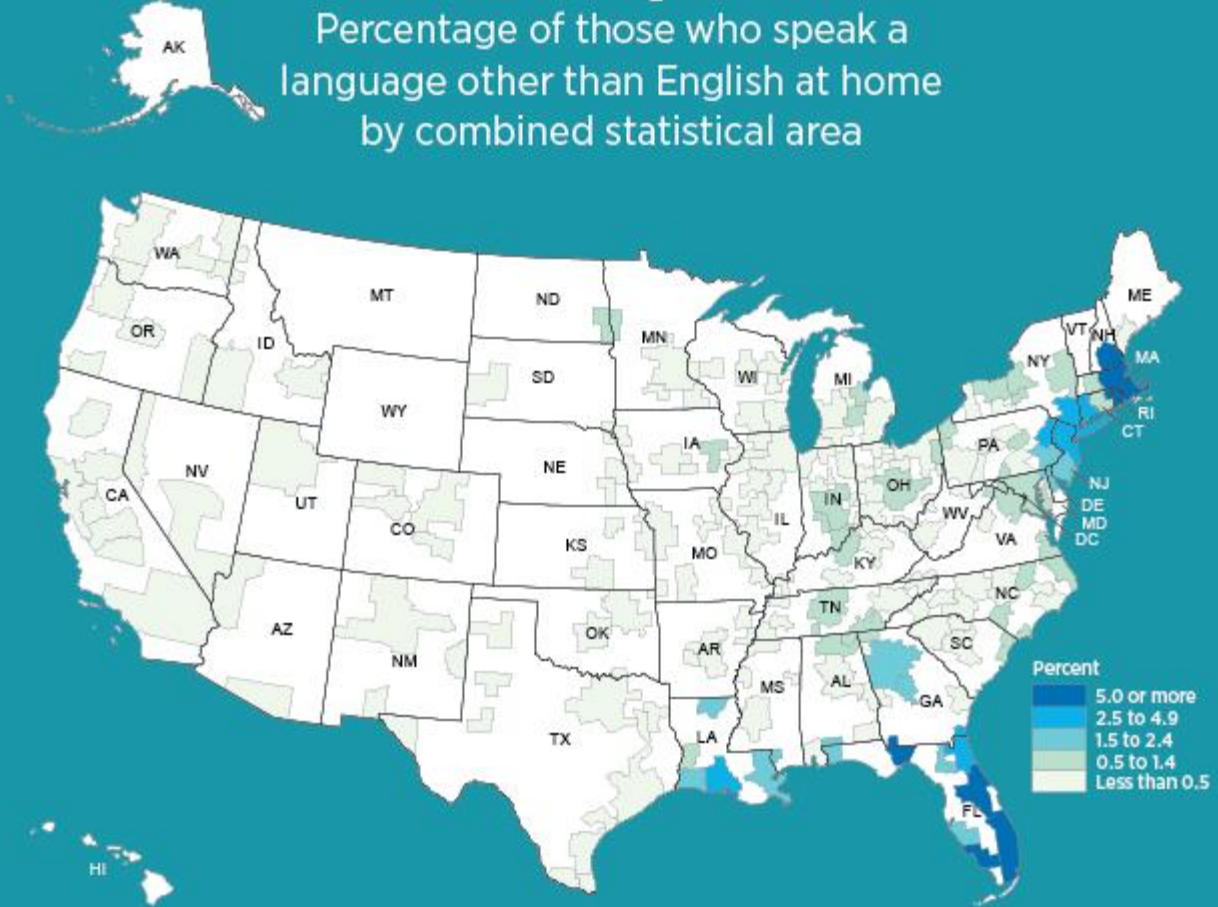 Percentage of those who speak a
language other than English at home
by combined statistical area
AK
WA
MT
ND
MN
ME
OR
ID
SD
WI
MI
NY
VT
NH
MA
WY
RI
CT
IA
PA
NE
NV
UT
CO
CA
IL
IN
OH
NJ
DE
MD
DC
WV
VA
KS
MO
KY
AZ
NM
OK
AR
TN
NC
SC
MS
AL
GA
TX
LA
FL
HI
Percent
5.0 or more
2.5 to 4.9
1.5 to 2.4
0.5 to 1.4
Less than 0.5